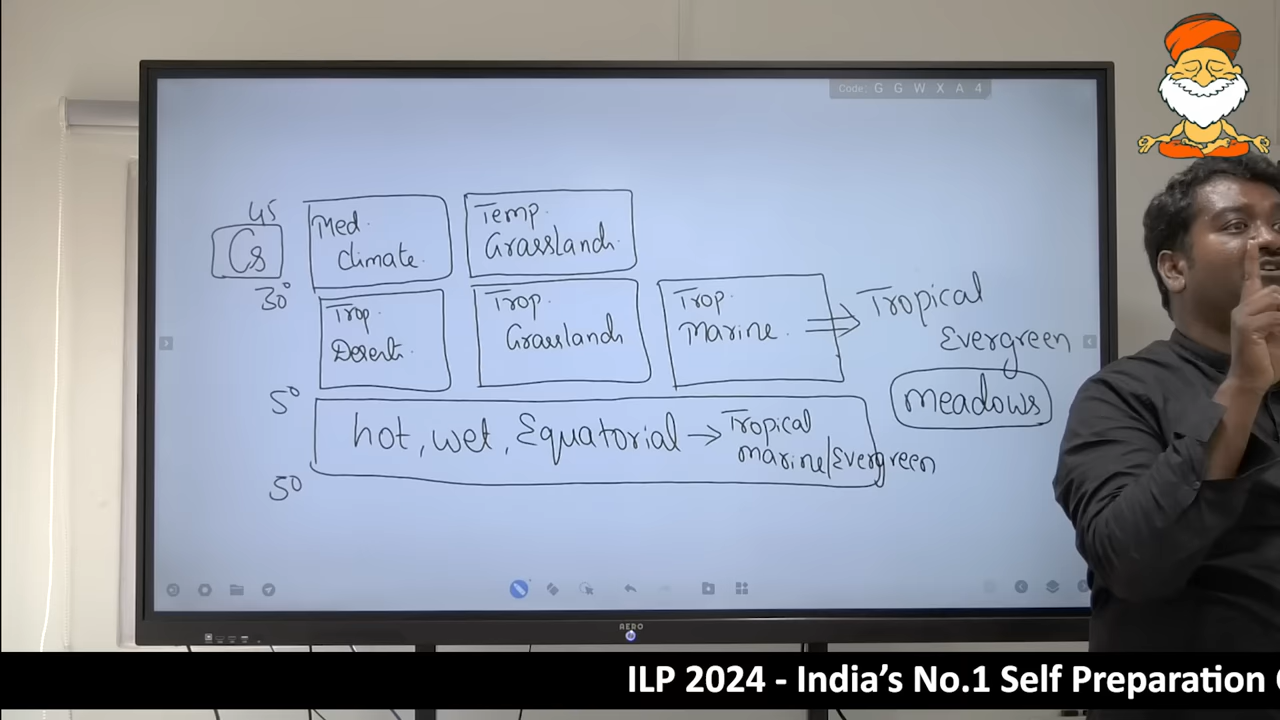 Code: G G W X A 4
45
Cs
30°
Med.
climate.
Temp.
Grassland.
Trop.
Desert.
Trop.
Grassland
Trop.
marine.
Tropical
Evergreen
meadows
5°
hot, wet, Equatorial → Tropical
marine/Evergreen
5°
AERO
ILP 2024 - India's No.1 Self Preparation